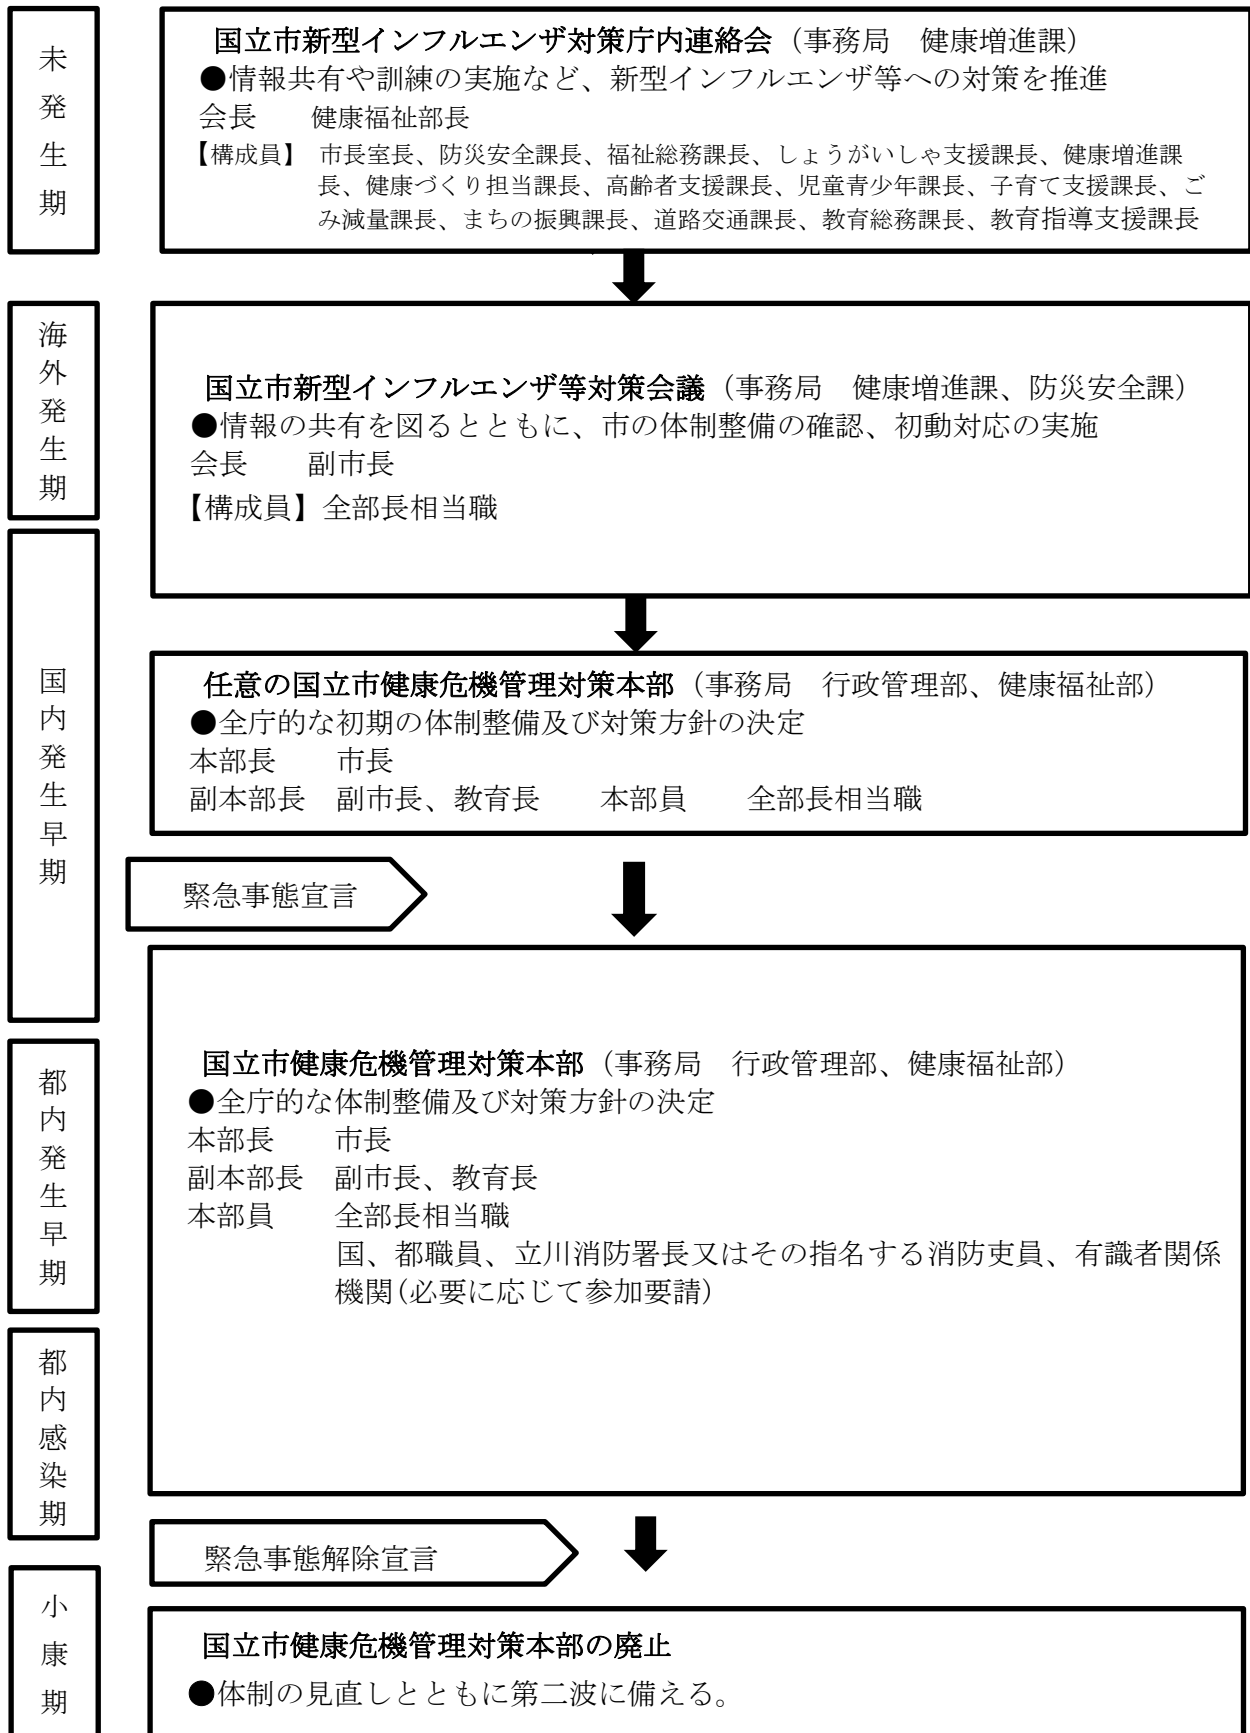 未発生期
国立市新型インフルエンザ対策庁内連絡会（事務局　健康増進課）
●情報共有や訓練の実施など、新型インフルエンザ等への対策を推進
会長　　健康福祉部長
【構成員】　市長室長、防災安全課長、福祉総務課長、しょうがいしゃ支援課長、健康増進課
長、健康づくり担当課長、高齢者支援課長、児童青少年課長、子育て支援課長、ご
み減量課長、まちの振興課長、道路交通課長、教育総務課長、教育指導支援課長
海外発生期
国立市新型インフルエンザ等対策会議（事務局　健康増進課、防災安全課）
●情報の共有を図るとともに、市の体制整備の確認、初動対応の実施
会長　　副市長
【構成員】全部長相当職
国内発生早期
任意の国立市健康危機管理対策本部（事務局　行政管理部、健康福祉部）
●全庁的な初期の体制整備及び対策方針の決定
本部長　　市長
副本部長　副市長、教育長　　本部員　　全部長相当職
緊急事態宣言
都内発生早期
国立市健康危機管理対策本部（事務局　行政管理部、健康福祉部）
●全庁的な体制整備及び対策方針の決定
本部長　　市長
副本部長　副市長、教育長
本部員　　全部長相当職
国、都職員、立川消防署長又はその指名する消防吏員、有識者関係
機関(必要に応じて参加要請)
都内感染期
緊急事態解除宣言
小康期
国立市健康危機管理対策本部の廃止
●体制の見直しとともに第二波に備える。